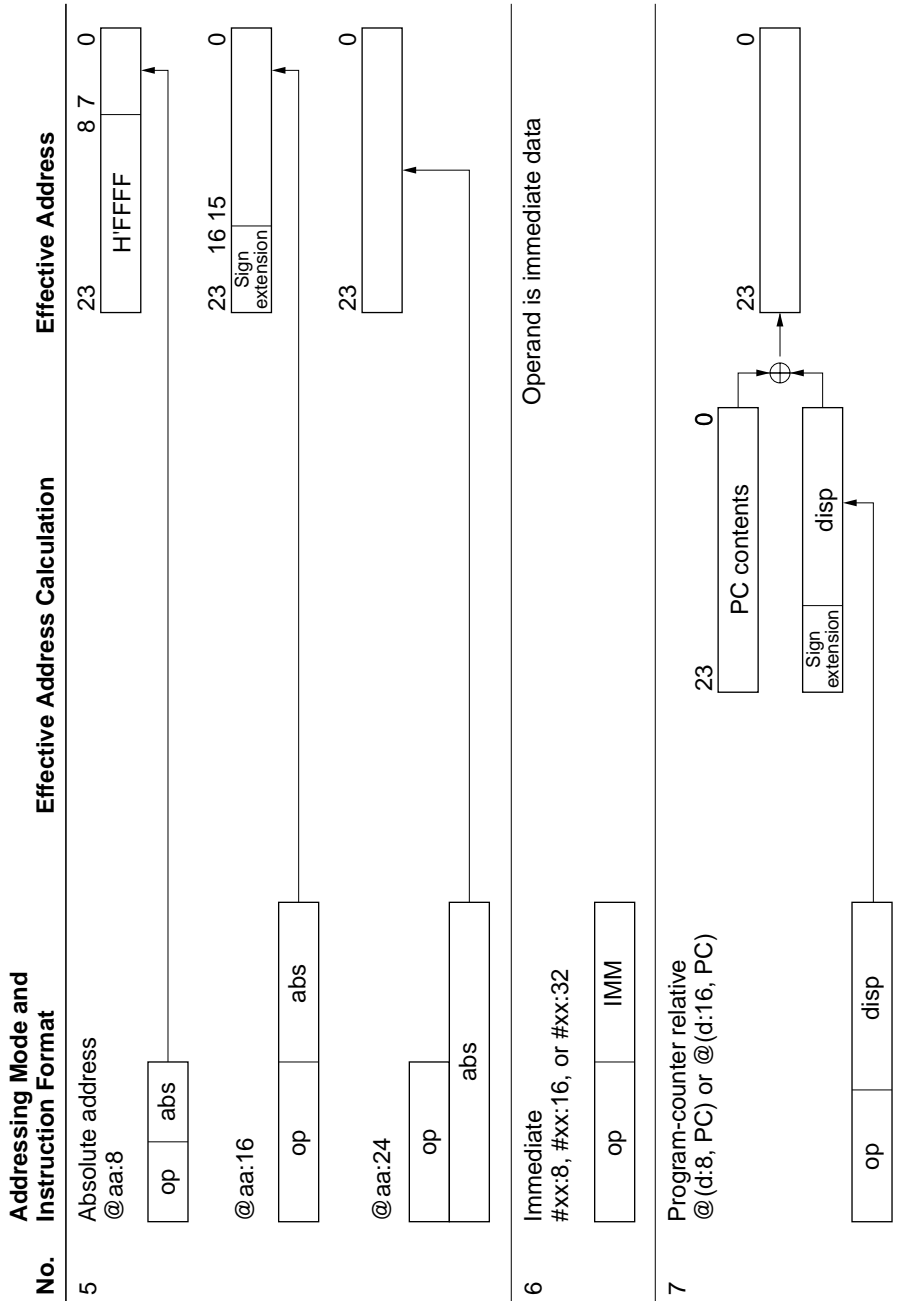 No.
Addressing Mode and
Instruction Format
Effective Address Calculation
Effective Address
5
Absolute address
@aa:8
op abs
23 8 7 0
H'FFFF
@aa:16
op abs
23 16 15 0
Sign
extension
@aa:24
op
abs
23 0
6
Immediate
#xx:8, #xx:16, or #xx:32
op IMM
Operand is immediate data
7
Program-counter relative
@(d:8, PC) or @(d:16, PC)
op disp
23 0
PC contents
Sign
extension
disp
23 0